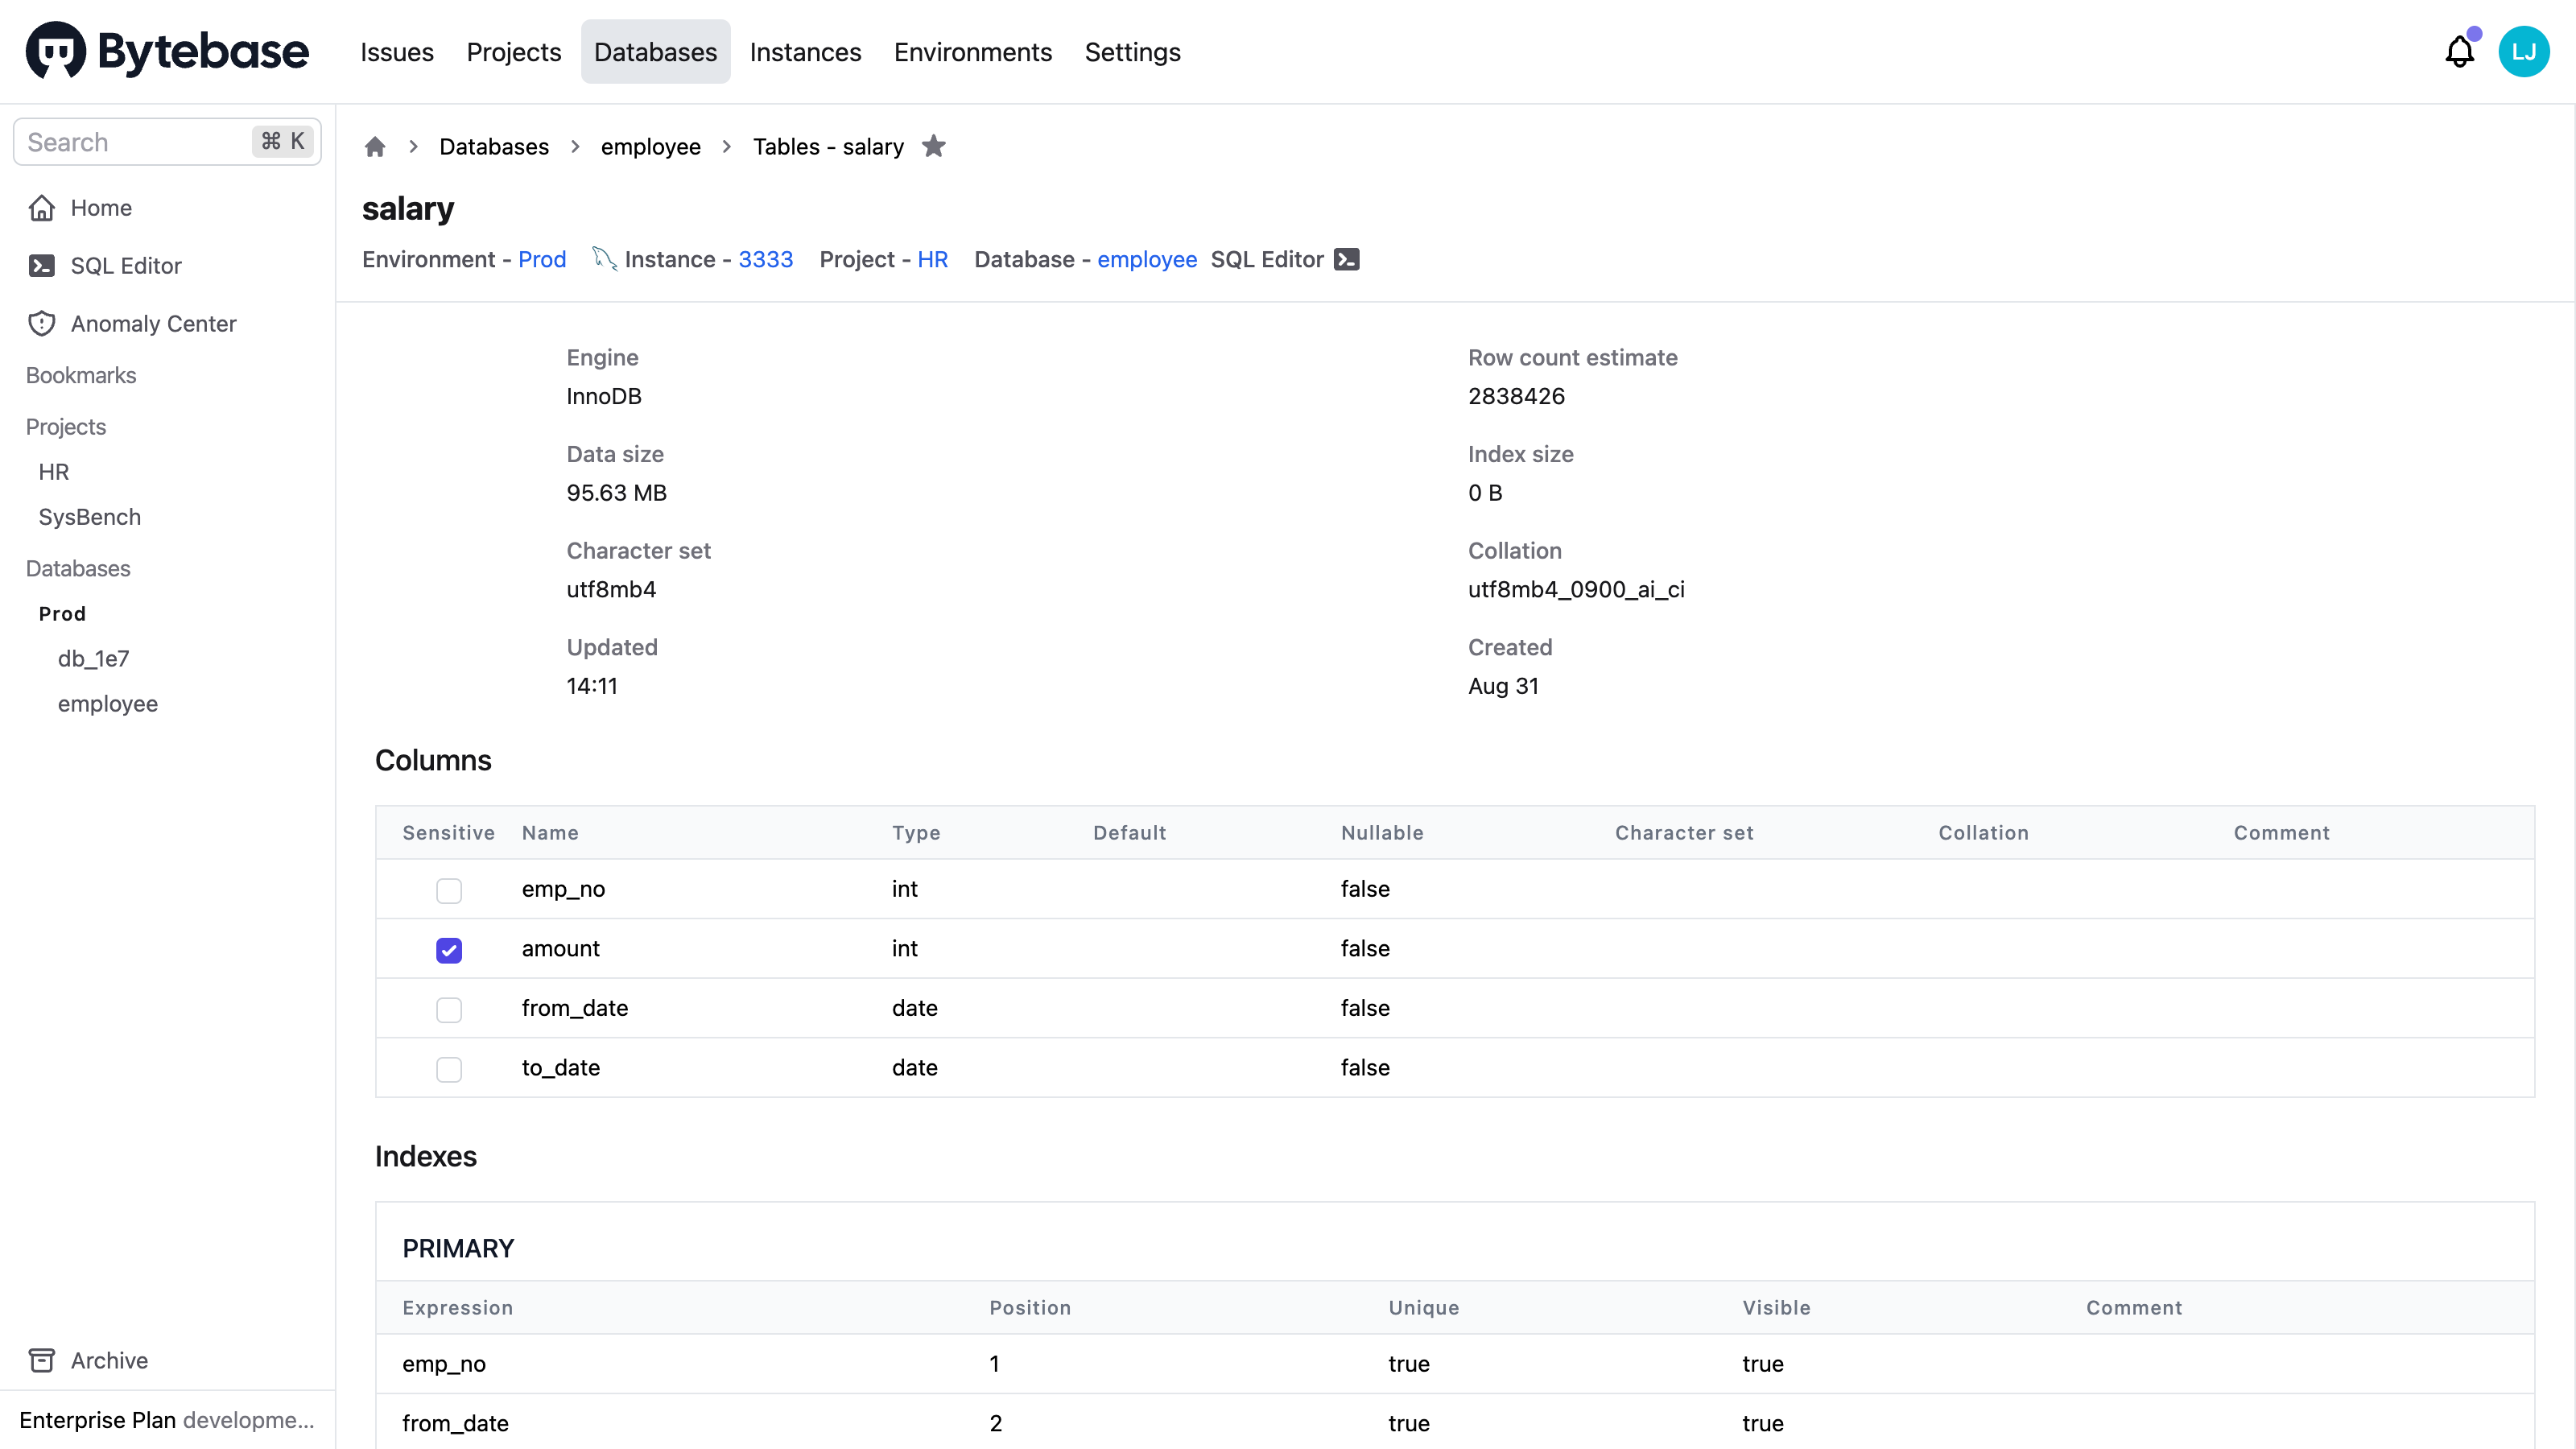 Bytebase
Issues Projects Databases Instances Environments Settings
LJ
Search ⌘ K
Home
SQL Editor
Anomaly Center
Bookmarks
Projects
HR
SysBench
Databases
Prod
db_1e7
employee
Archive
Enterprise Plan developme...
Databases > employee > Tables - salary
salary
Environment - Prod Instance - 3333 Project - HR Database - employee SQL Editor
Engine Row count estimate
InnoDB 2838426
Data size Index size
95.63 MB 0 B
Character set Collation
utf8mb4 utf8mb4_0900_ai_ci
Updated Created
14:11 Aug 31
Columns
Sensitive Name Type Default Nullable Character set Collation Comment
emp_no int false
amount int false
from_date date false
to_date date false
Indexes
PRIMARY
Expression Position Unique Visible Comment
emp_no 1 true true
from_date 2 true true